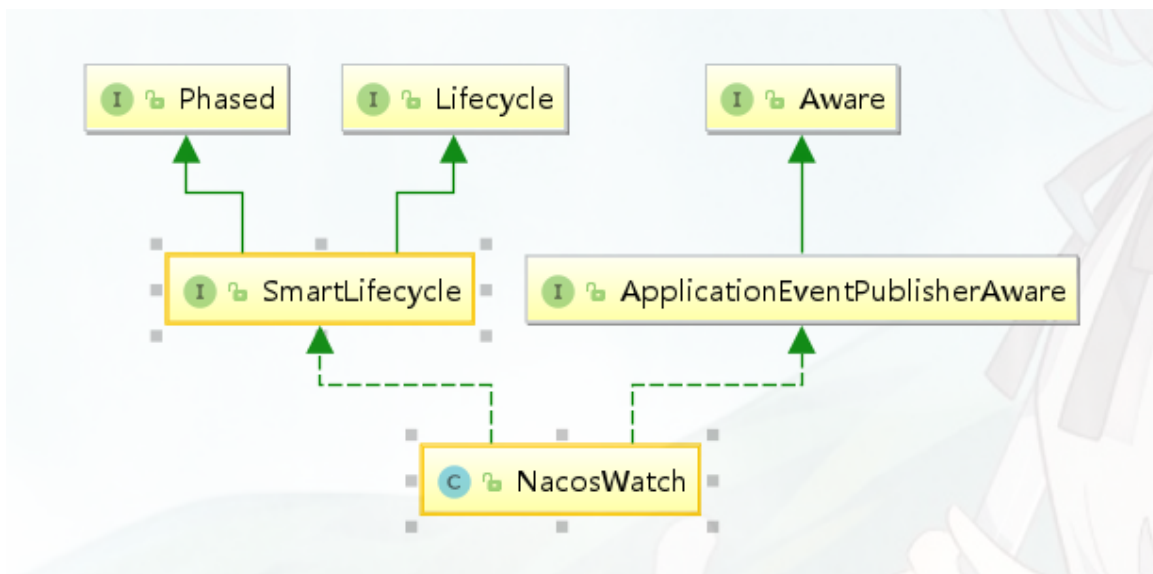 I Phased
I Lifecycle
I Aware
I SmartLifecycle
I ApplicationEventPublisherAware
C NacosWatch